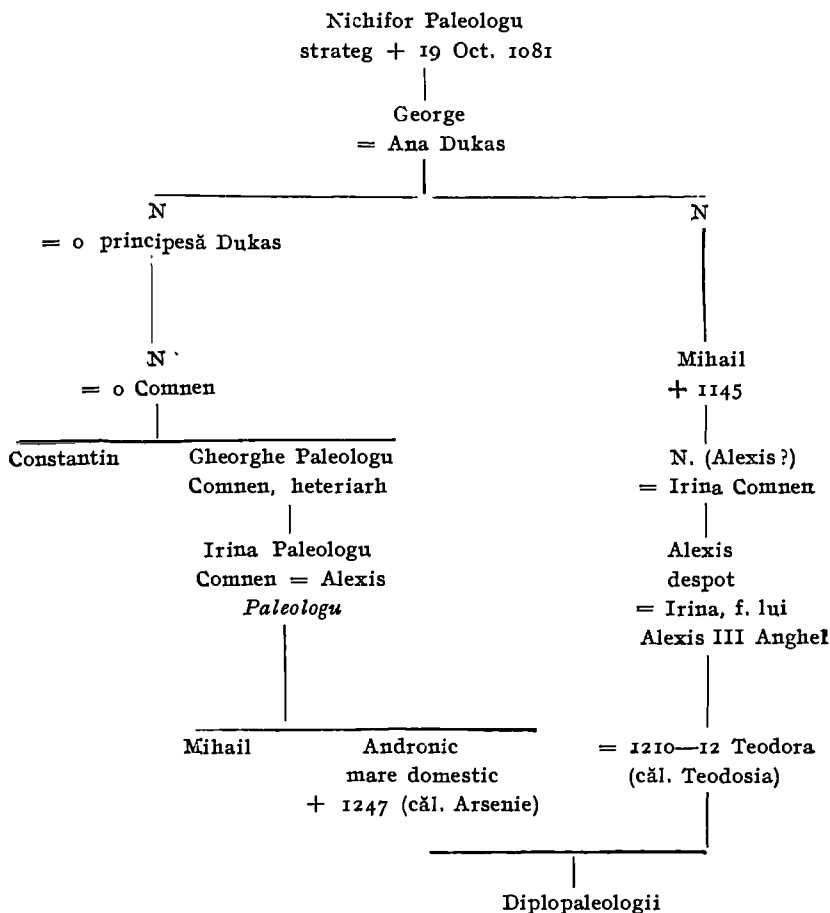 Nichifor Paleologu
strateg + 19 Oct. 1081
George
= Ana Dukas
N
= o principesă Dukas
N
N
= o Comnen
Mihail
+ 1145
Constantin
Gheorghe Paleologu
Comnen, heteriarh
N. (Alexis?)
= Irina Comnen
Irina Paleologu
Comnen = Alexis
Paleologu
Alexis
despot
= Irina, f. lui
Alexis III Anghel
Mihail
Andronic
mare domestic
+ 1247 (căl. Arsenie)
= 1210—12 Teodora
(căl. Teodosia)
Diplopaleologii